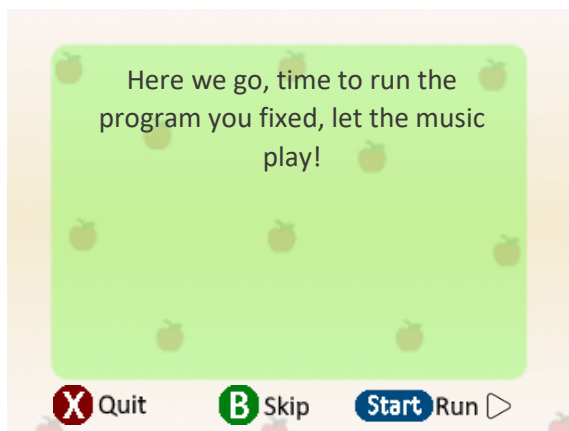 Here we go, time to run the
program you fixed, let the music
play!
X Quit B Skip Start Run